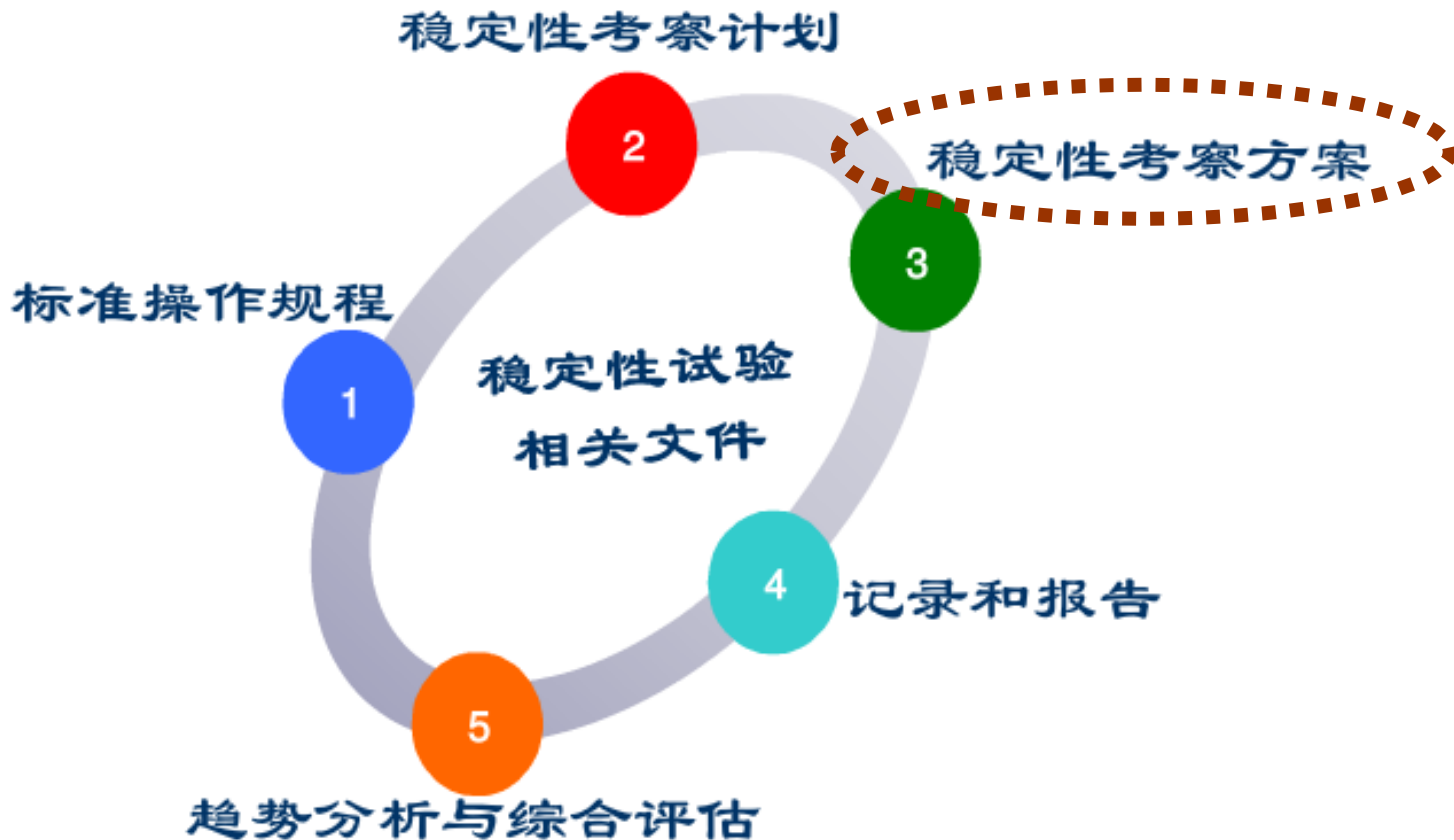 稳定性考察计划
2
稳定性考察方案
3
标准操作规程
1
稳定性试验
相关文件
4
记录和报告
5
趋势分析与综合评估